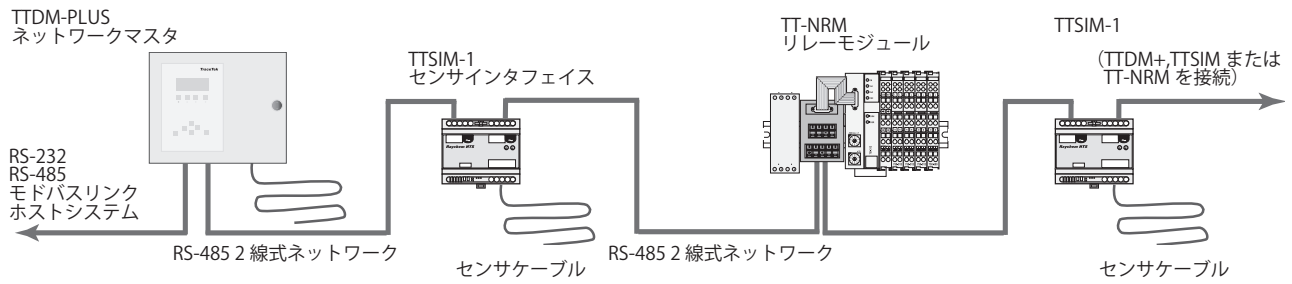 TTDM-PLUS
ネットワークマスタ
TraceTek
RS-232
RS-485
モドバスリンク
ホストシステム
RS-485 2 線式ネットワーク
TTSIM-1
センサインタフェイス
Raychem HTS
センサケーブル
RS-485 2 線式ネットワーク
TT-NRM
リレーモジュール
TTSIM-1
（TTDM+,TTSIM または
TT-NRM を接続）
Raychem HTS
センサケーブル